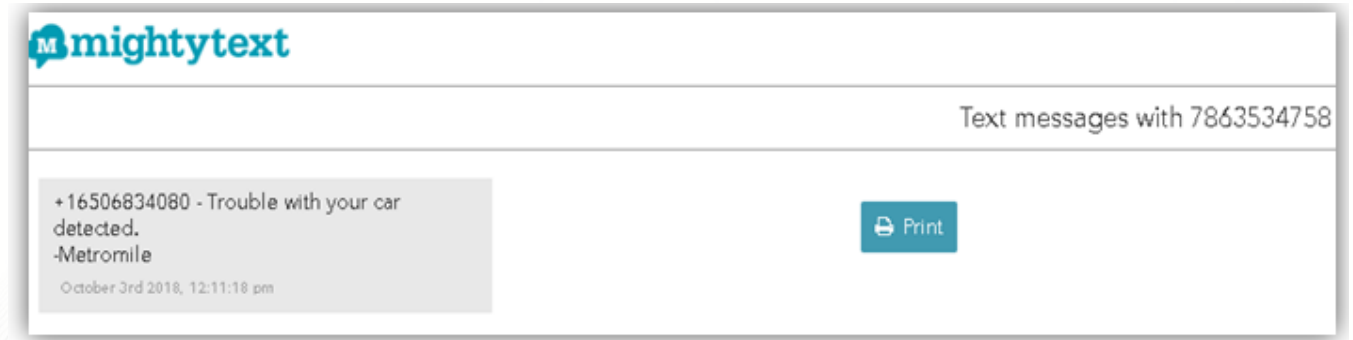 M mightytext
Text messages with 7863534758
+16506834080 - Trouble with your car
detected.
-Metromile
October 3rd 2018, 12:11:18 pm
Print